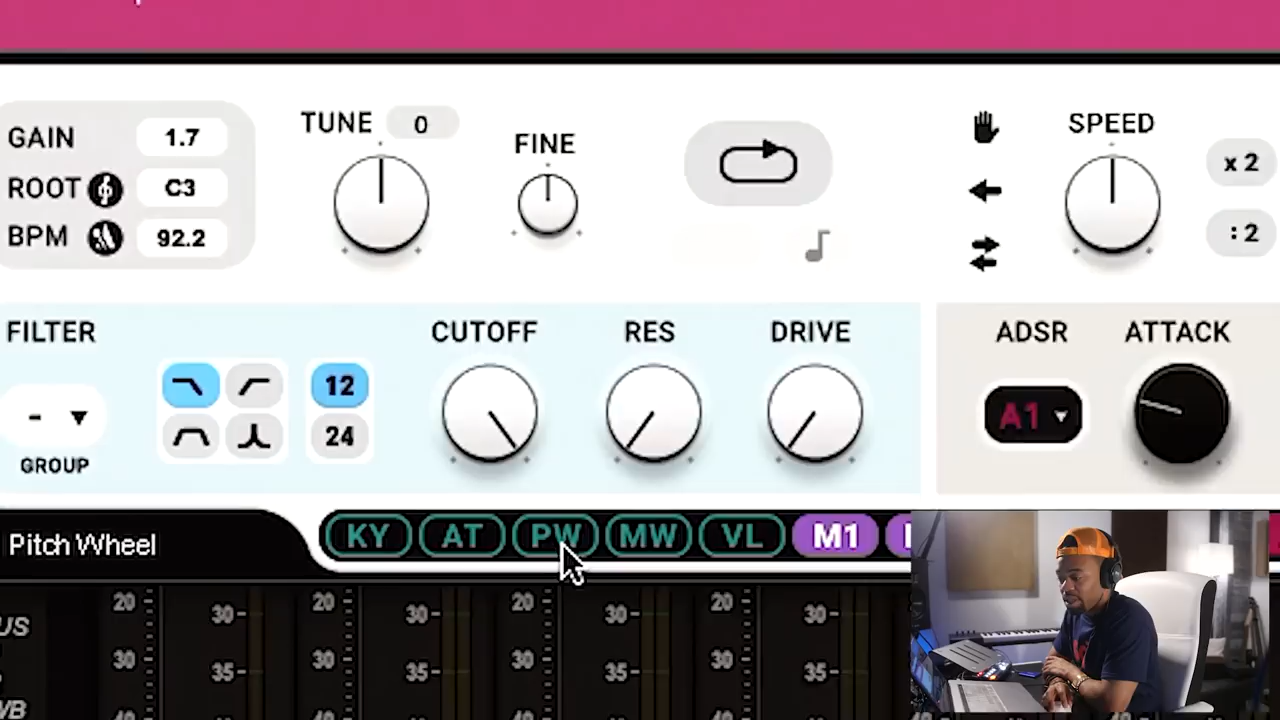 GAIN 1.7
ROOT C3
BPM 92.2
TUNE 0
FINE
SPEED
x 2
: 2
FILTER
CUTOFF
RES
DRIVE
ADSR
ATTACK
-
12
24
A1
GROUP
Pitch Wheel
KY AT PW MW VL M1
20 30 20 30 20 30 20 30
US
30 35 30 35 30 35 30 35